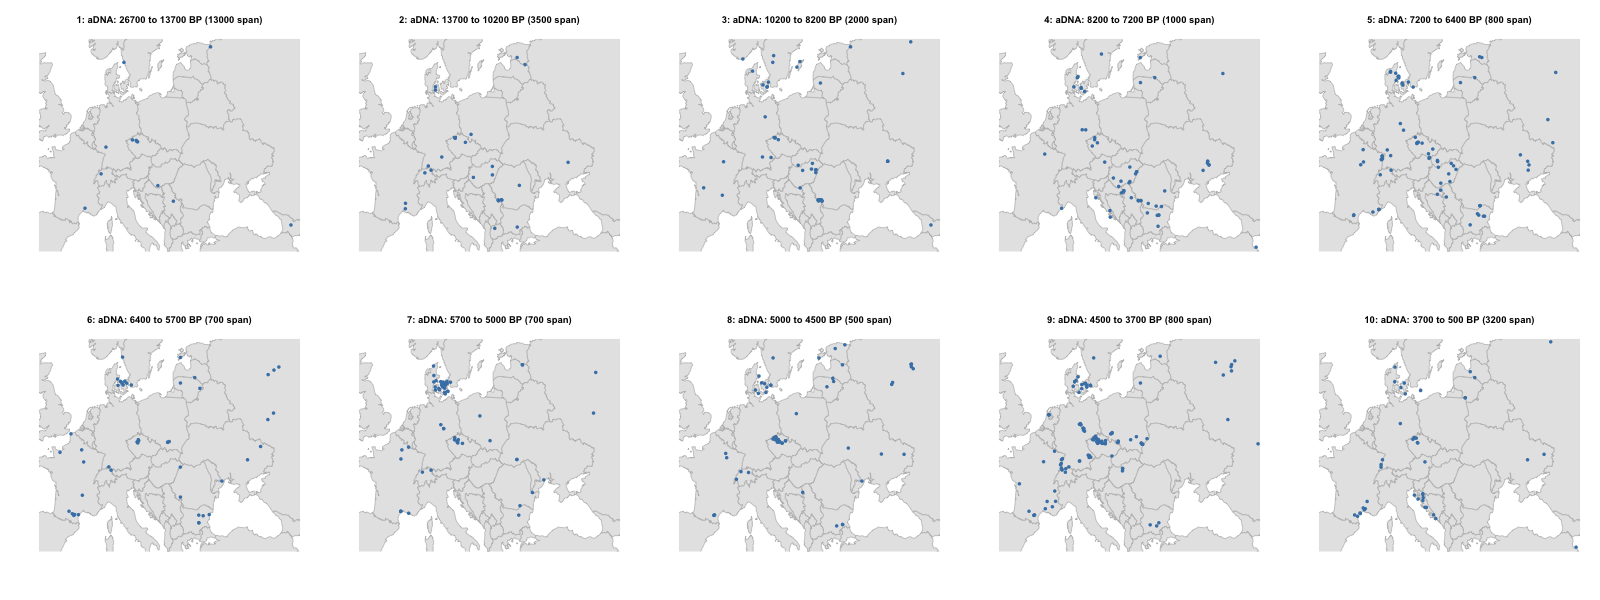 1: aDNA: 26700 to 13700 BP (13000 span)
2: aDNA: 13700 to 10200 BP (3500 span)
3: aDNA: 10200 to 8200 BP (2000 span)
4: aDNA: 8200 to 7200 BP (1000 span)
5: aDNA: 7200 to 6400 BP (800 span)
6: aDNA: 6400 to 5700 BP (700 span)
7: aDNA: 5700 to 5000 BP (700 span)
8: aDNA: 5000 to 4500 BP (500 span)
9: aDNA: 4500 to 3700 BP (800 span)
10: aDNA: 3700 to 500 BP (3200 span)